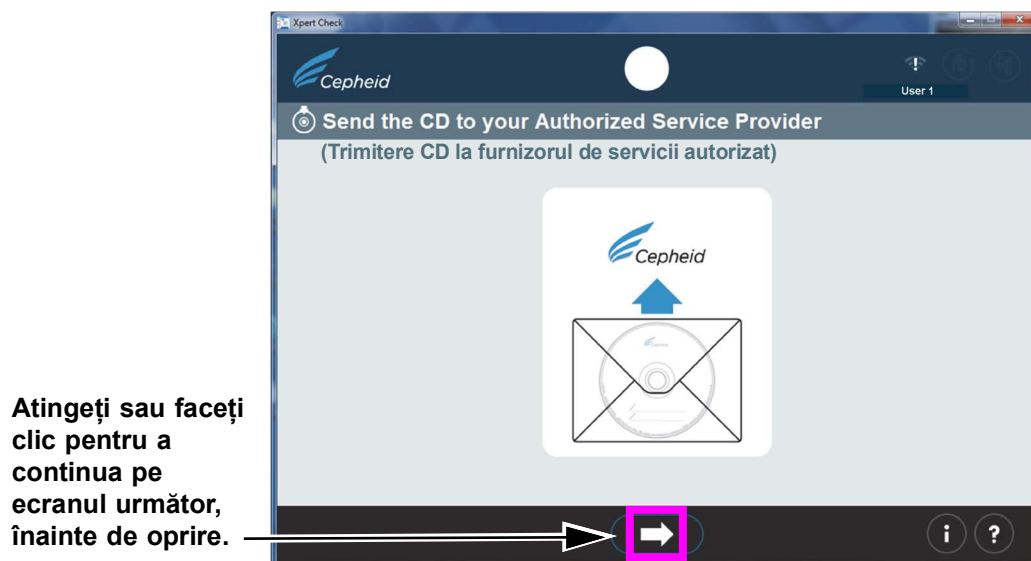 Xpert Check
Cepheid
User 1
Send the CD to your Authorized Service Provider
(Trimitere CD la furnizorul de servicii autorizat)
Cepheid
Cepheid
Atingeți sau faceți
clic pentru a
continua pe
ecranul următor,
înainte de oprire.
i
?